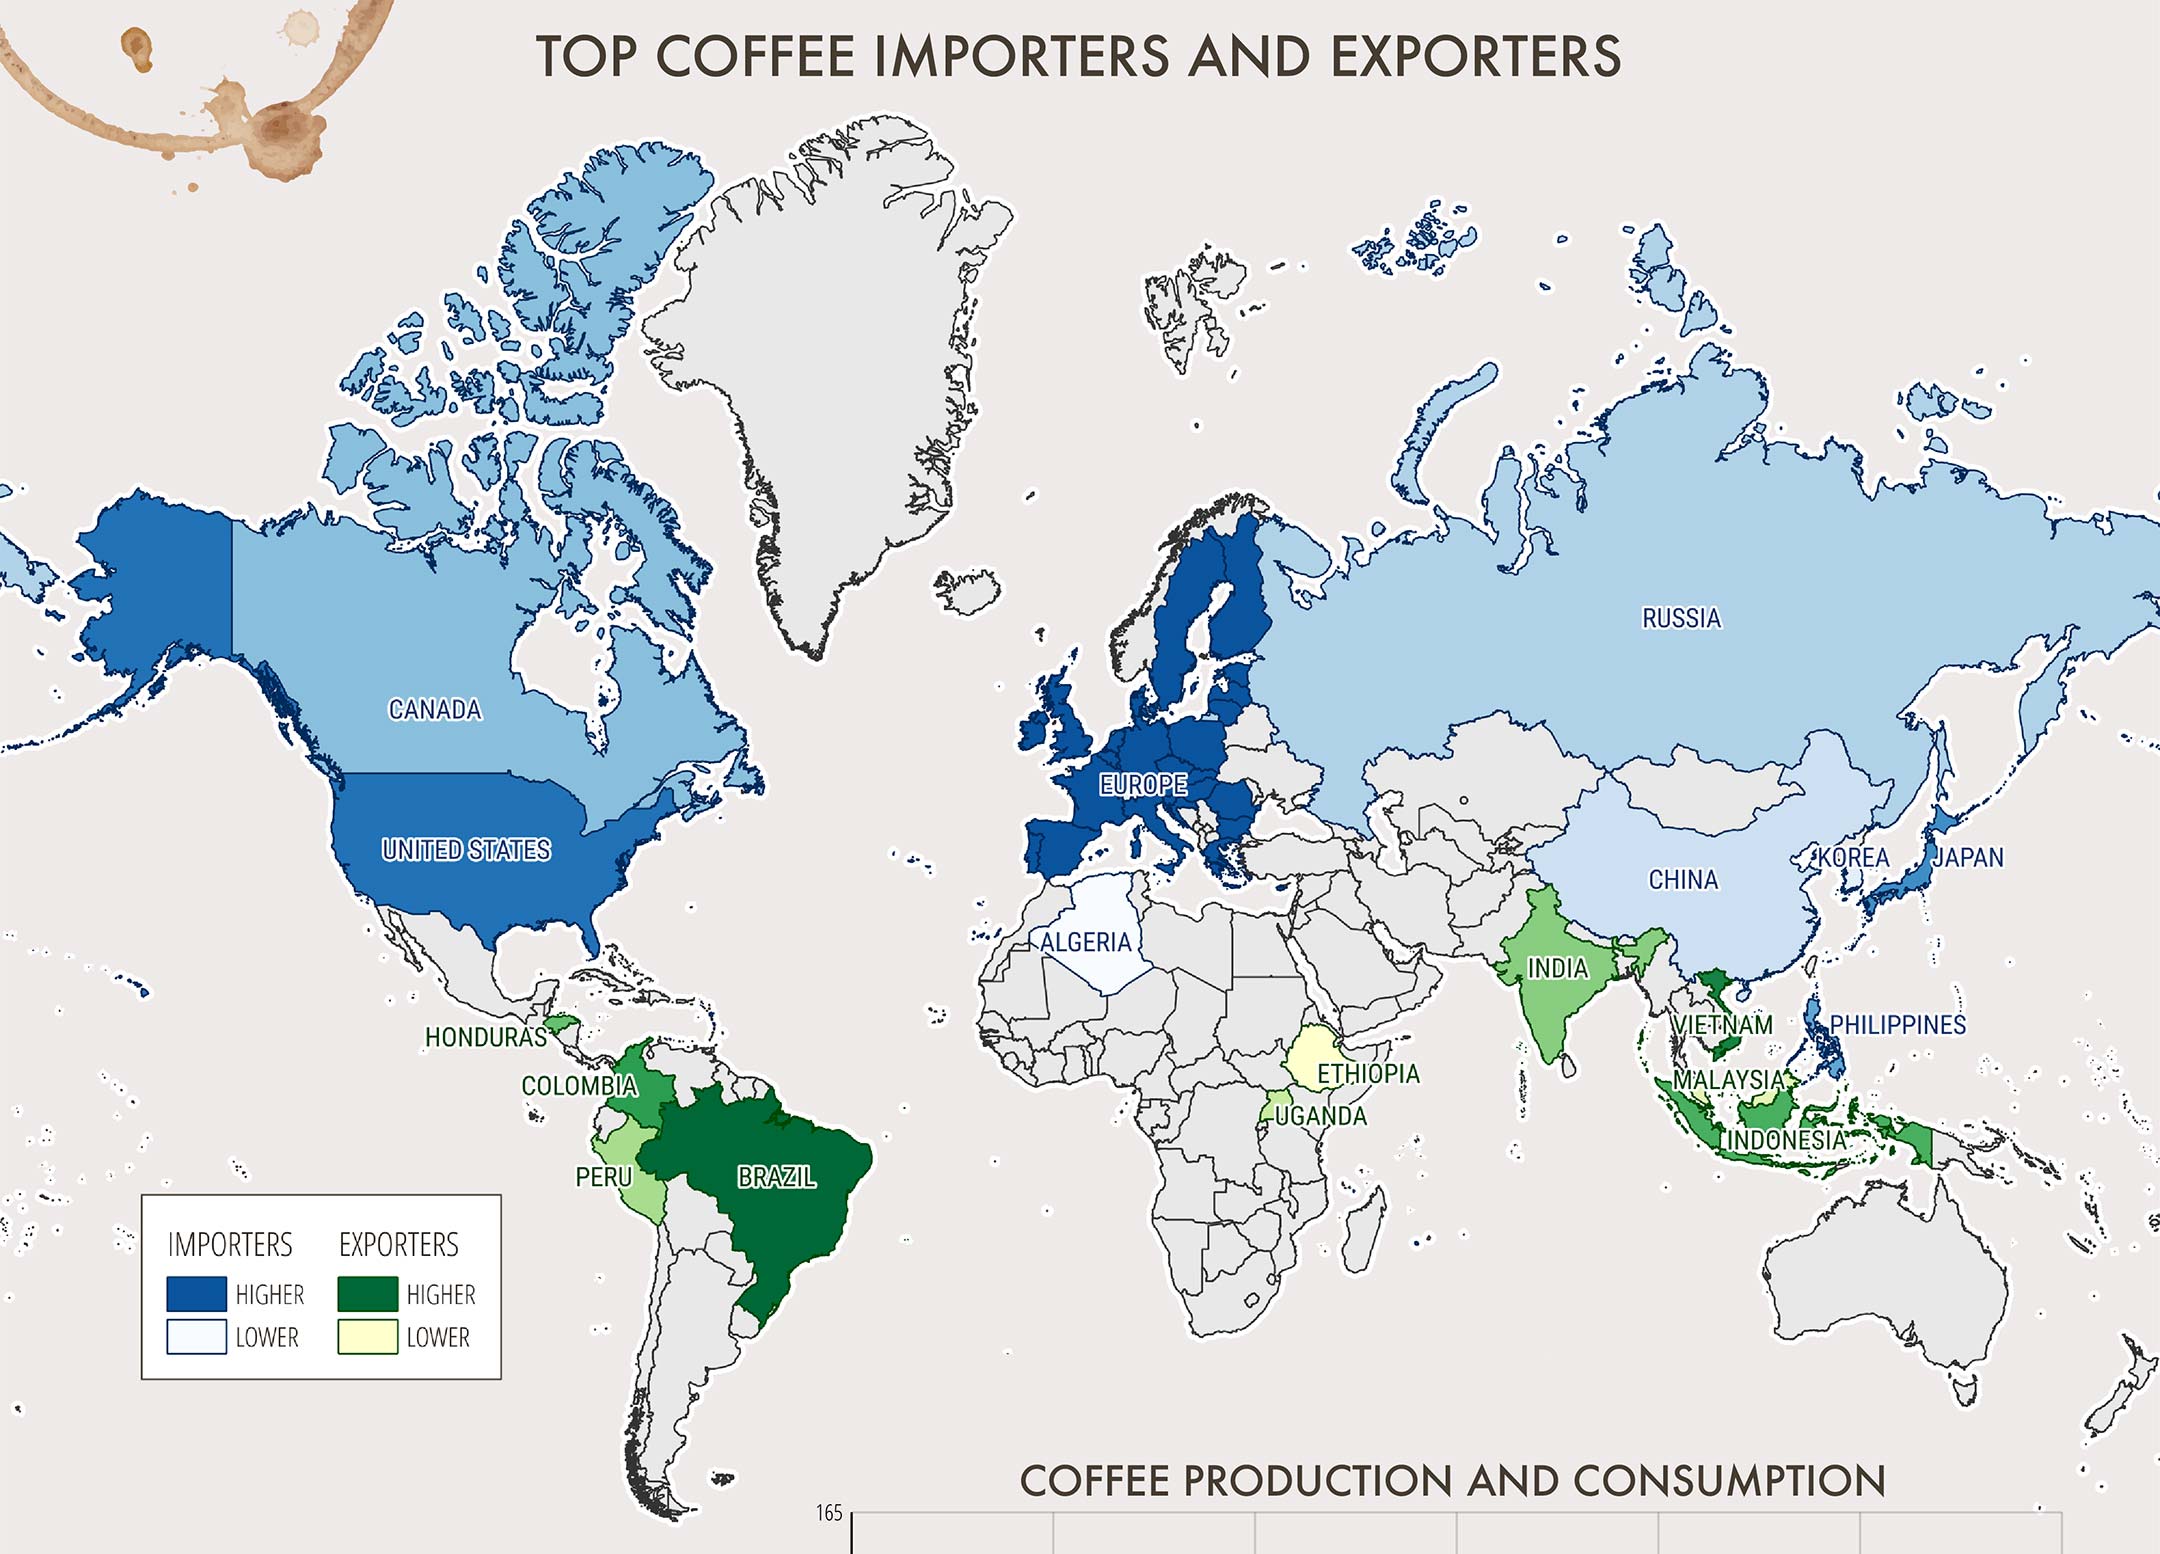 TOP COFFEE IMPORTERS AND EXPORTERS
RUSSIA
CANADA
EUROPE
UNITED STATES
KOREA
JAPAN
CHINA
ALGERIA
INDIA
HONDURAS
VIETNAM
PHILIPPINES
COLOMBIA
ETHIOPIA
MALAYSIA
UGANDA
INDONESIA
PERU
BRAZIL
IMPORTERS
EXPORTERS
HIGHER
HIGHER
LOWER
LOWER
COFFEE PRODUCTION AND CONSUMPTION
165